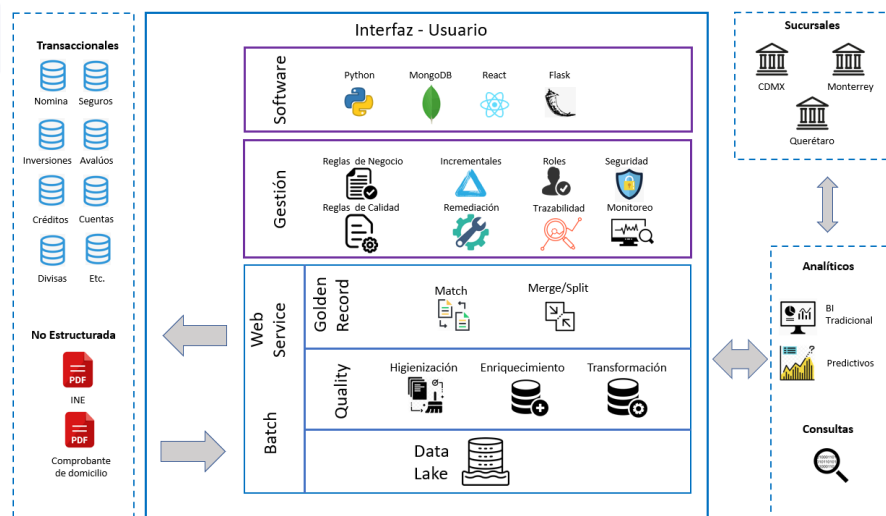 Transaccionales
Nomina
Seguros
Inversiones
Avalúos
Créditos
Cuentas
Divisas
Etc.
No Estructurada
PDF
INE
PDF
Comprobante
de domicilio
Interfaz - Usuario
Software
Python
MongoDB
React
Flask
Gestión
Reglas de Negocio
Incrementales
Roles
Seguridad
Reglas de Calidad
Remediación
Trazabilidad
Monitoreo
Web
Service
Batch
Golden
Record
Match
Merge/Split
Quality
Higienización
Enriquecimiento
Transformación
Data
Lake
Sucursales
CDMX
Monterrey
Querétaro
Analíticos
BI
Tradicional
Predictivos
Consultas